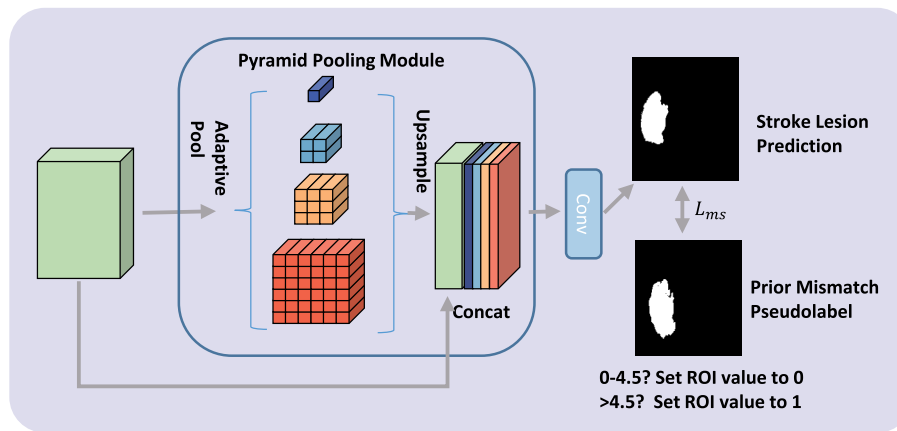 Pyramid Pooling Module
Adaptive
Pool
Upsample
Concat
Conv
Stroke Lesion
Prediction
L_ms
Prior Mismatch
Pseudolabel
0-4.5? Set ROI value to 0
>4.5? Set ROI value to 1